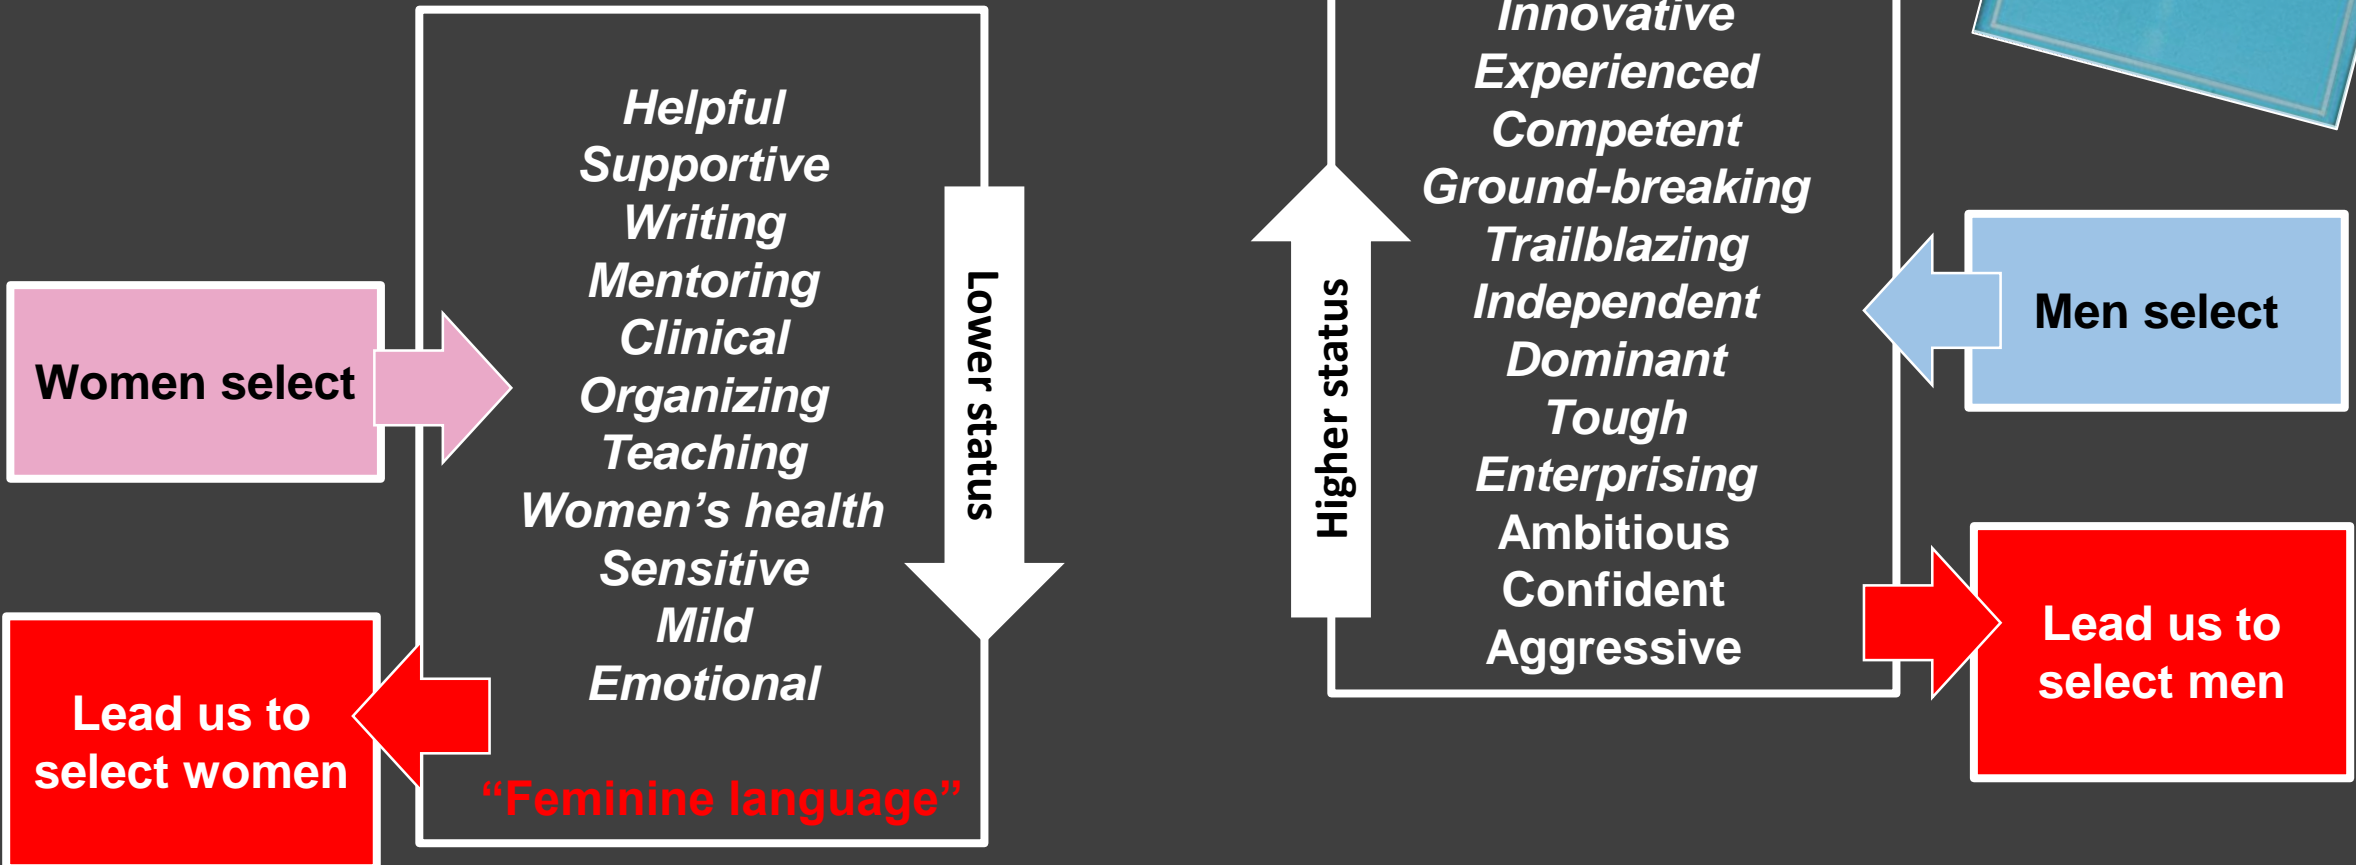 Women select
Lead us to
select women
Helpful
Supportive
Writing
Mentoring
Clinical
Organizing
Teaching
Women’s health
Sensitive
Mild
Emotional
“Feminine language”
Lower status
Higher status
Innovative
Experienced
Competent
Ground-breaking
Trailblazing
Independent
Dominant
Tough
Enterprising
Ambitious
Confident
Aggressive
Men select
Lead us to
select men